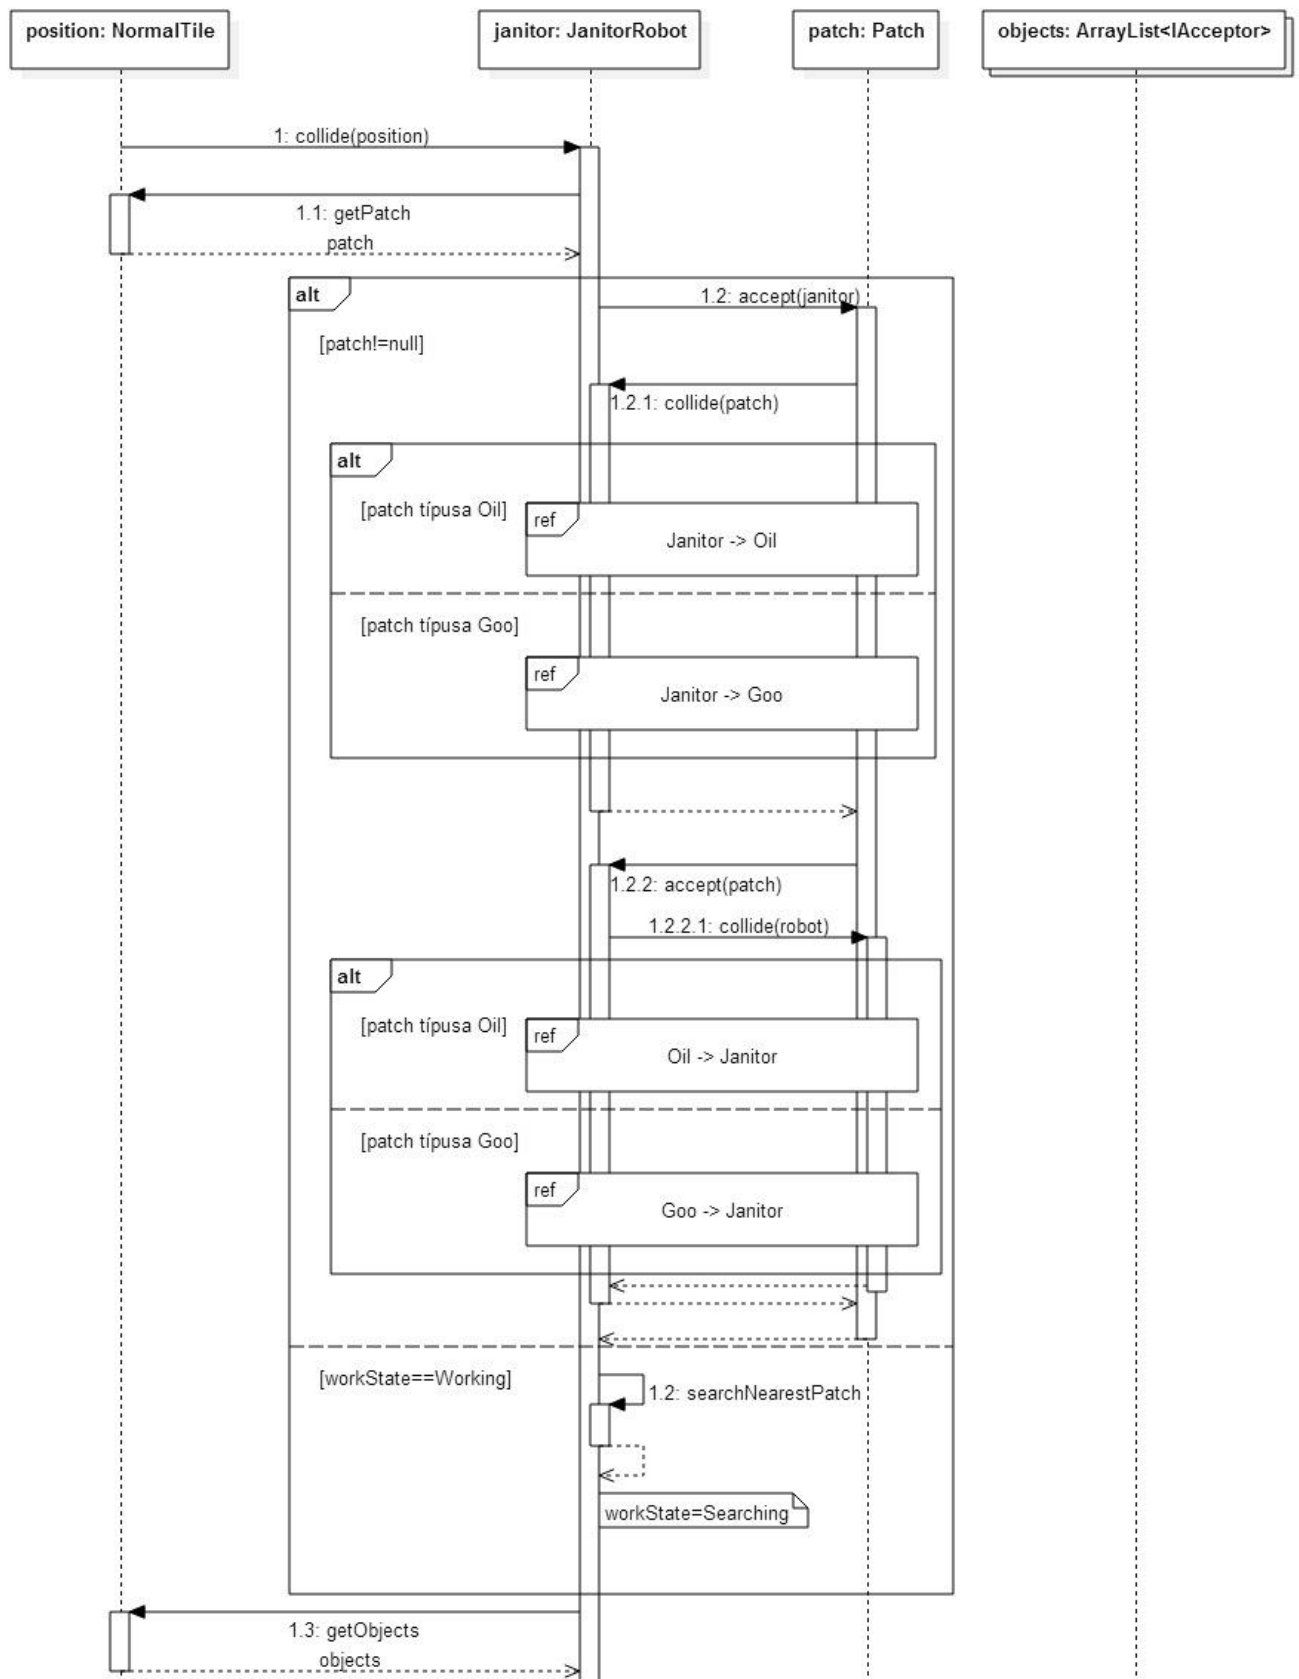 position: NormalTile
janitor: JanitorRobot
patch: Patch
objects: ArrayList<IAcceptor>
1: collide(position)
1.1: getPatch
patch
alt
1.2: accept(janitor)
[patch!=null]
1.2.1: collide(patch)
alt
[patch típusa Oil]
ref
Janitor -> Oil
[patch típusa Goo]
ref
Janitor -> Goo
1.2.2: accept(patch)
1.2.2.1: collide(robot)
alt
[patch típusa Oil]
ref
Oil -> Janitor
[patch típusa Goo]
ref
Goo -> Janitor
[workState==Working]
1.2: searchNearestPatch
workState=Searching
1.3: getObjects
objects